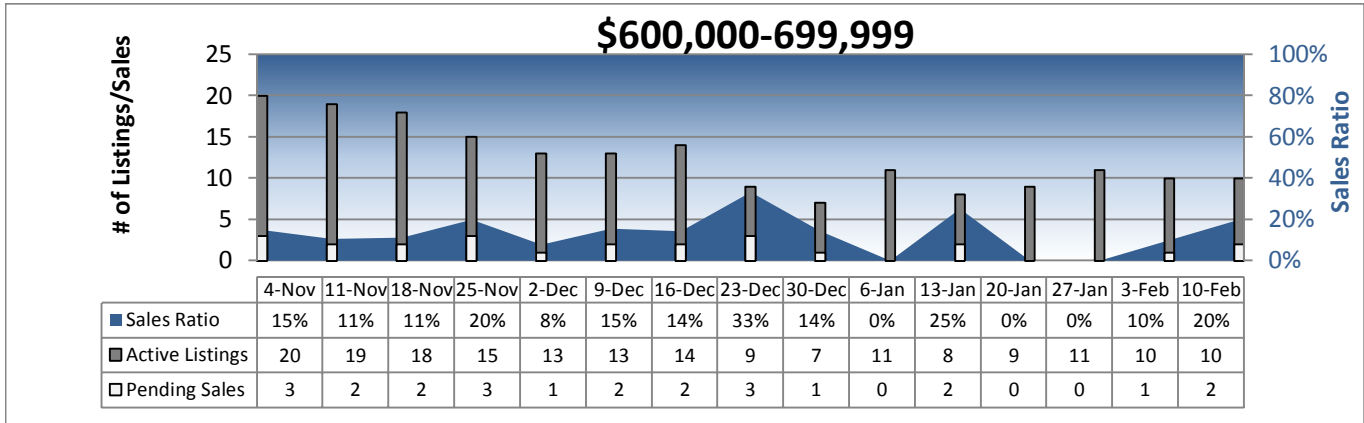 $600,000-699,999
# of Listings/Sales
25
20
15
10
5
0
100%
80%
60%
40%
20%
0%
Sales Ratio
4-Nov 11-Nov 18-Nov 25-Nov 2-Dec 9-Dec 16-Dec 23-Dec 30-Dec 6-Jan 13-Jan 20-Jan 27-Jan 3-Feb 10-Feb
Sales Ratio 15% 11% 11% 20% 8% 15% 14% 33% 14% 0% 25% 0% 0% 10% 20%
Active Listings 20 19 18 15 13 13 14 9 7 11 8 9 11 10 10
Pending Sales 3 2 2 3 1 2 2 3 1 0 2 0 0 1 2